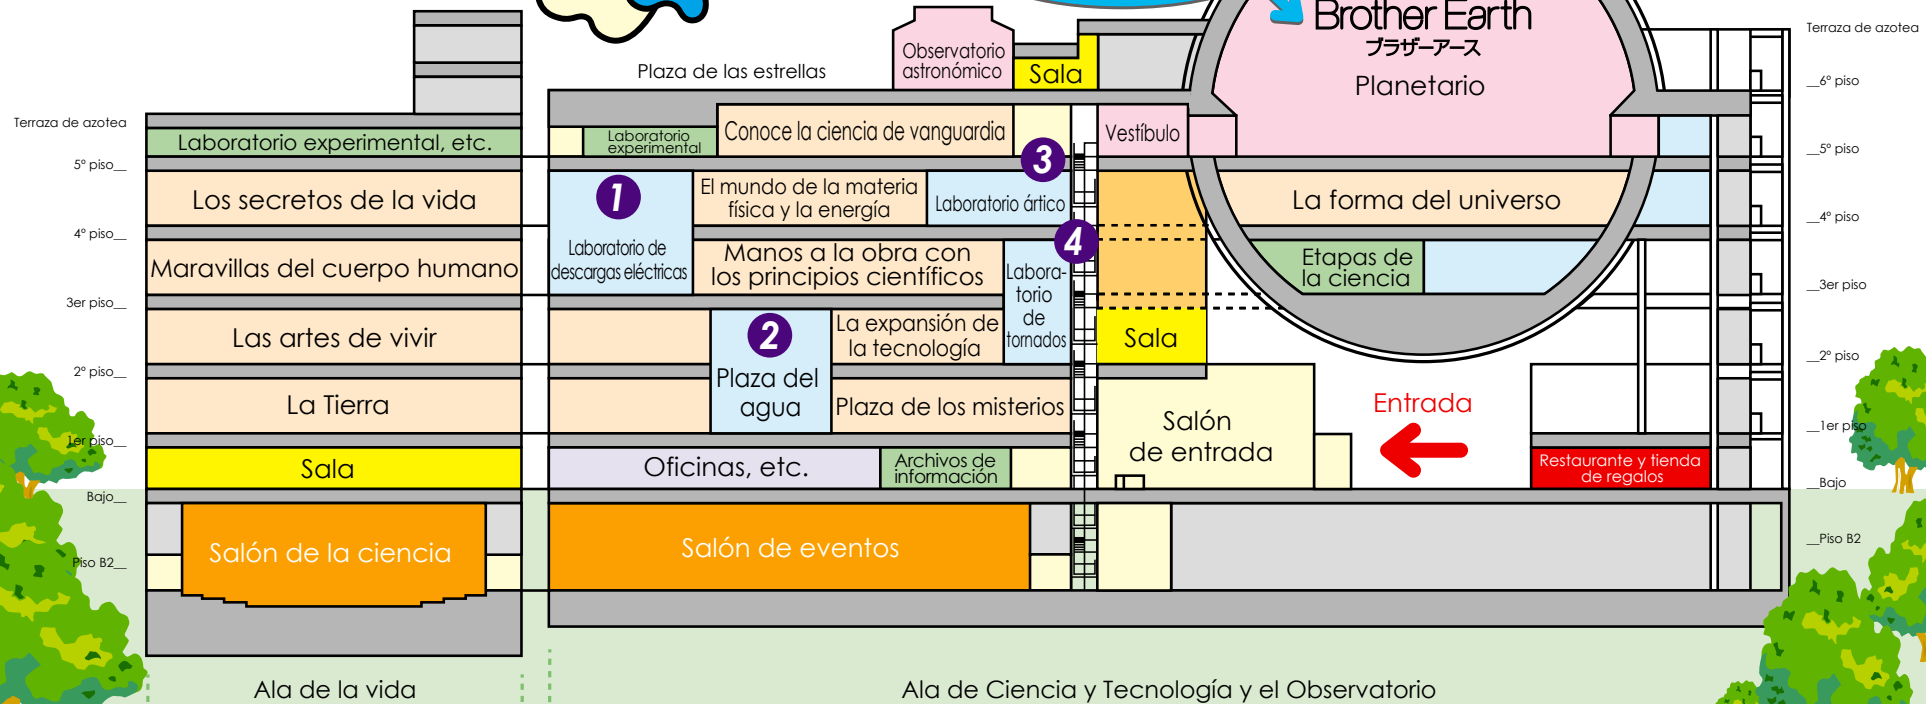 Brother Earth
ブラザーアース
Planetario
Observatorio
astronómico
Sala
Plaza de las estrellas
Terraza de azotea
6º piso
5º piso
4º piso
3er piso
2º piso
1er piso
Bajo
Piso B2
Terraza de azotea
5º piso
4º piso
3er piso
2º piso
1er piso
Bajo
Piso B2
Laboratorio experimental, etc.
Los secretos de la vida
Maravillas del cuerpo humano
Las artes de vivir
La Tierra
Sala
Salón de la ciencia
Laboratorio
experimental
Conoce la ciencia de vanguardia
Vestíbulo
3
1
Laboratorio de
descargas eléctricas
El mundo de la materia
física y la energía
Laboratorio ártico
La forma del universo
4
Manos a la obra con
los principios científicos
Labora-
torio
de
tornados
Etapas de
la ciencia
2
Plaza del
agua
La expansión de
la tecnología
Sala
Plaza de los misterios
Salón
de entrada
Entrada
Oficinas, etc.
Archivos de
información
Restaurante y tienda
de regalos
Salón de eventos
Ala de la vida
Ala de Ciencia y Tecnología y el Observatorio